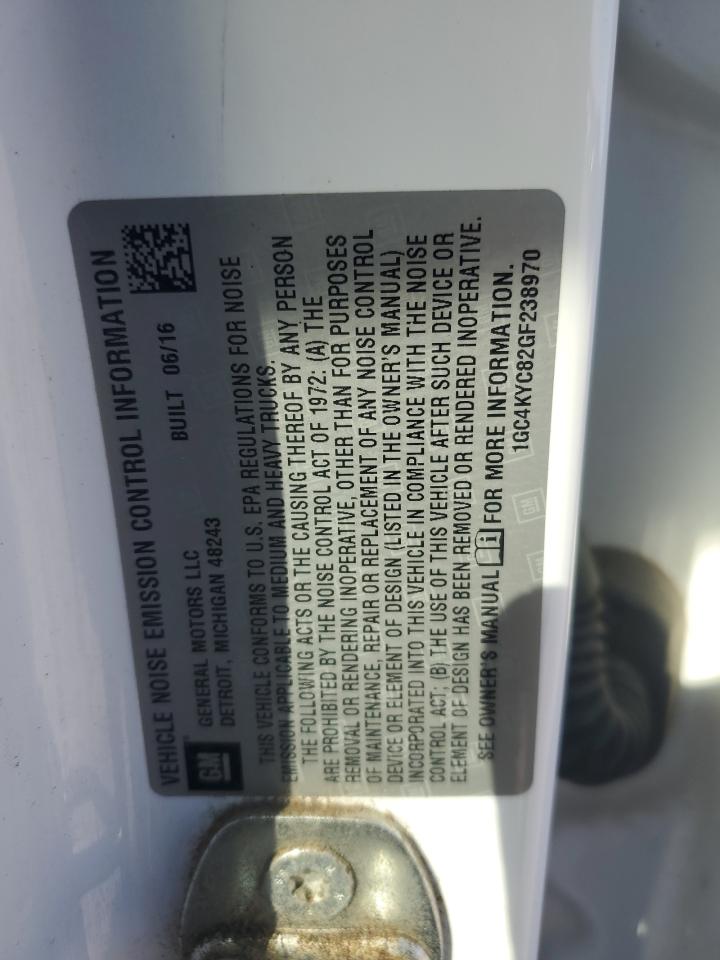 VEHICLE NOISE EMISSION CONTROL INFORMATION
GM
GENERAL MOTORS LLC
DETROIT, MICHIGAN 48243
BUILT 06/16
THIS VEHICLE CONFORMS TO U.S. EPA REGULATIONS FOR NOISE
EMISSION APPLICABLE TO MEDIUM AND HEAVY TRUCKS.
THE FOLLOWING ACTS OR THE CAUSING THEREOF BY ANY PERSON
ARE PROHIBITED BY THE NOISE CONTROL ACT OF 1972: (A) THE
REMOVAL OR RENDERING INOPERATIVE, OTHER THAN FOR PURPOSES
OF MAINTENANCE, REPAIR OR REPLACEMENT OF ANY NOISE CONTROL
DEVICE OR ELEMENT OF DESIGN (LISTED IN THE OWNER'S MANUAL)
INCORPORATED INTO THIS VEHICLE IN COMPLIANCE WITH THE NOISE
CONTROL ACT; (B) THE USE OF THIS VEHICLE AFTER SUCH DEVICE OR
ELEMENT OF DESIGN HAS BEEN REMOVED OR RENDERED INOPERATIVE.
SEE OWNER'S MANUAL FOR MORE INFORMATION.
1GC4KYC82GF238970